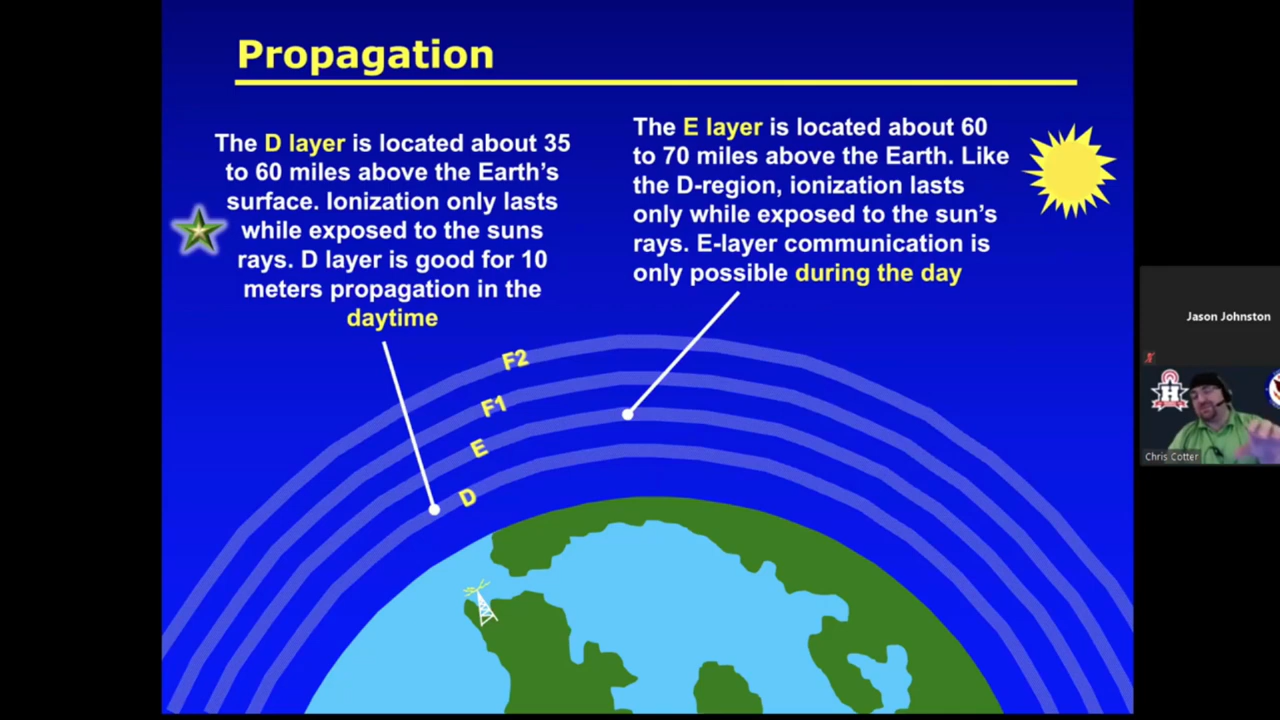 Propagation
The D layer is located about 35
to 60 miles above the Earth's
surface. Ionization only lasts
while exposed to the suns
rays. D layer is good for 10
meters propagation in the
daytime
The E layer is located about 60
to 70 miles above the Earth. Like
the D-region, ionization lasts
only while exposed to the sun's
rays. E-layer communication is
only possible during the day
F2
F1
E
D
Jason Johnston
H
Chris Cotter